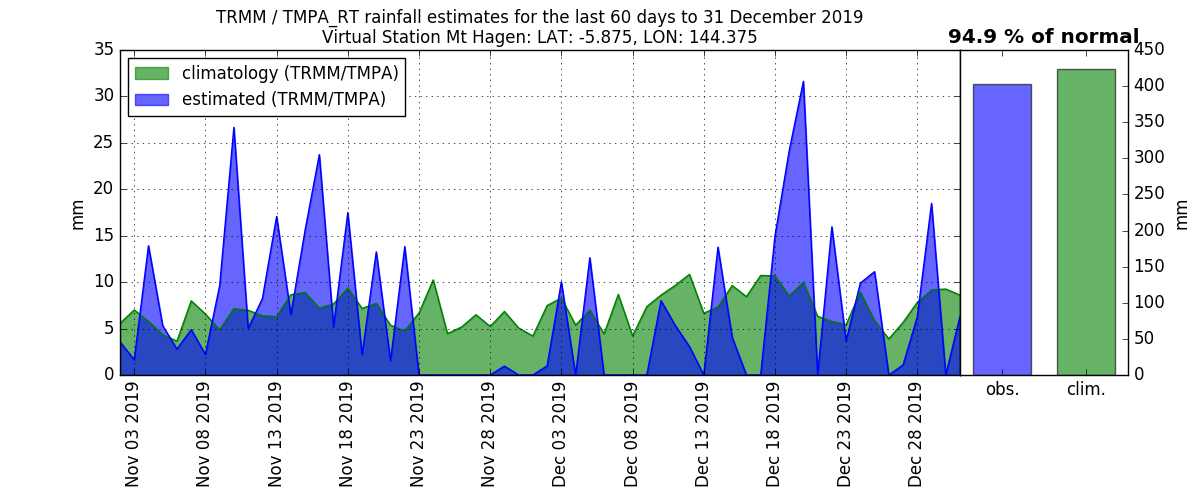 TRMM / TMPA_RT rainfall estimates for the last 60 days to 31 December 2019
Virtual Station Mt Hagen: LAT: -5.875, LON: 144.375
94.9 % of normal
climatology (TRMM/TMPA)
estimated (TRMM/TMPA)
mm
35
30
25
20
15
10
5
0
450
400
350
300
250
200
150
100
50
0
mm
obs.
clim.
Nov 03 2019
Nov 08 2019
Nov 13 2019
Nov 18 2019
Nov 23 2019
Nov 28 2019
Dec 03 2019
Dec 08 2019
Dec 13 2019
Dec 18 2019
Dec 23 2019
Dec 28 2019